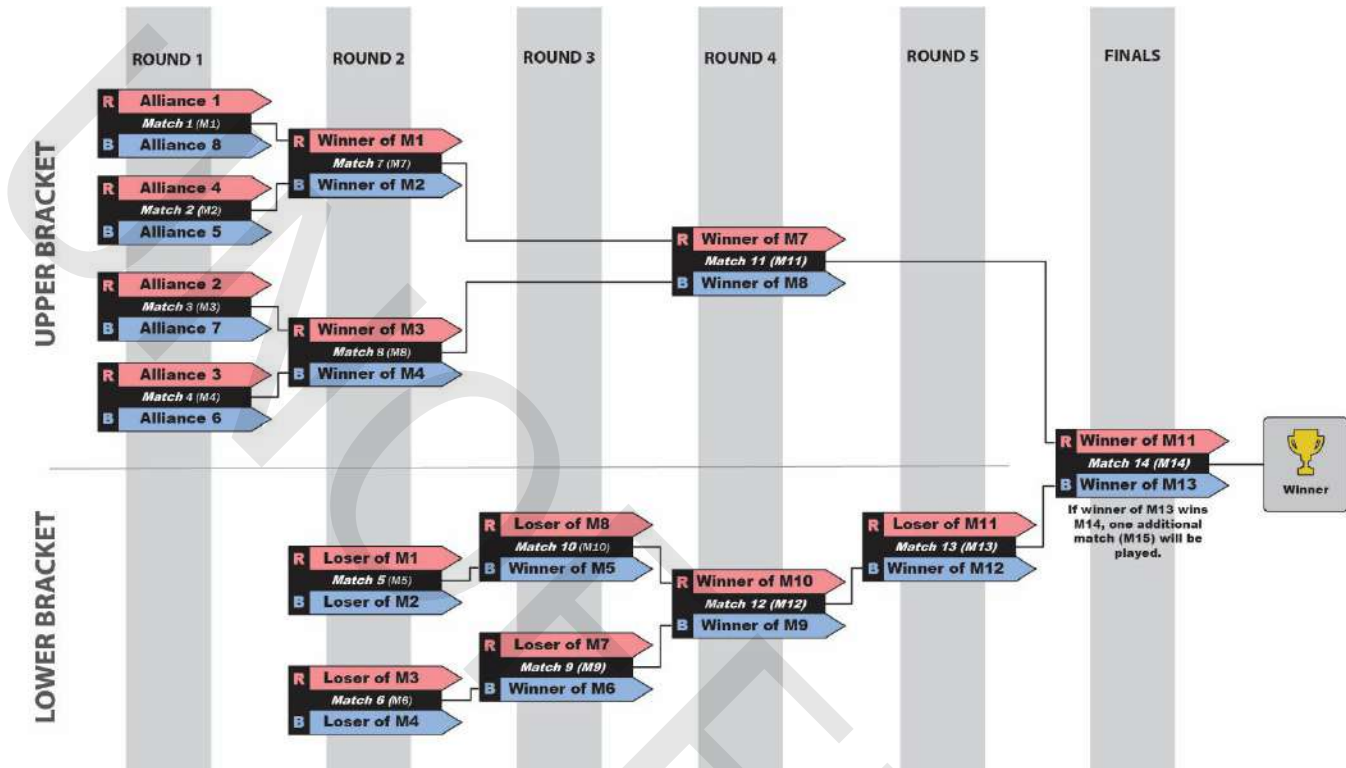 ROUND 1
ROUND 2
ROUND 3
ROUND 4
ROUND 5
FINALS
UPPER BRACKET
R Alliance 1
Match 1 (M1)
B Alliance 8
R Alliance 4
Match 2 (M2)
B Alliance 5
R Alliance 2
Match 3 (M3)
B Alliance 7
R Alliance 3
Match 4 (M4)
B Alliance 6
R Winner of M1
Match 7 (M7)
B Winner of M2
R Winner of M3
Match 8 (M8)
B Winner of M4
R Winner of M7
Match 11 (M11)
B Winner of M8
R Winner of M11
Match 14 (M14)
B Winner of M13
If winner of M13 wins
M14, one additional
match (M15) will be
played.
Winner
LOWER BRACKET
R Loser of M1
Match 5 (M5)
B Loser of M2
R Loser of M3
Match 6 (M6)
B Loser of M4
R Loser of M8
Match 10 (M10)
B Winner of M5
R Loser of M7
Match 9 (M9)
B Winner of M6
R Winner of M10
Match 12 (M12)
B Winner of M9
R Loser of M11
Match 13 (M13)
B Winner of M12